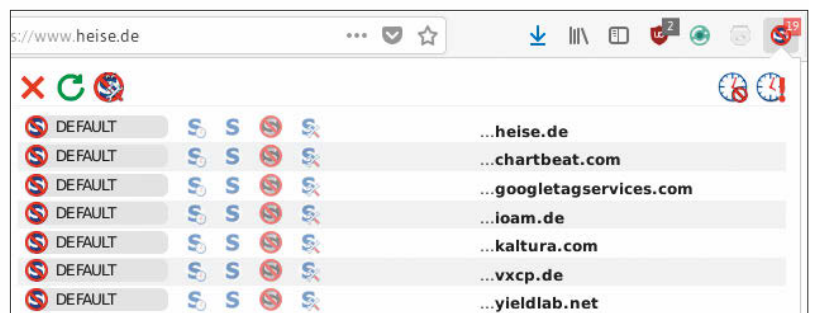 s://www.heise.de 2 19
DEFAULT ...heise.de
DEFAULT ...chartbeat.com
DEFAULT ...googletagservices.com
DEFAULT ...ioam.de
DEFAULT ...kaltura.com
DEFAULT ...vxcp.de
DEFAULT ...yieldlab.net